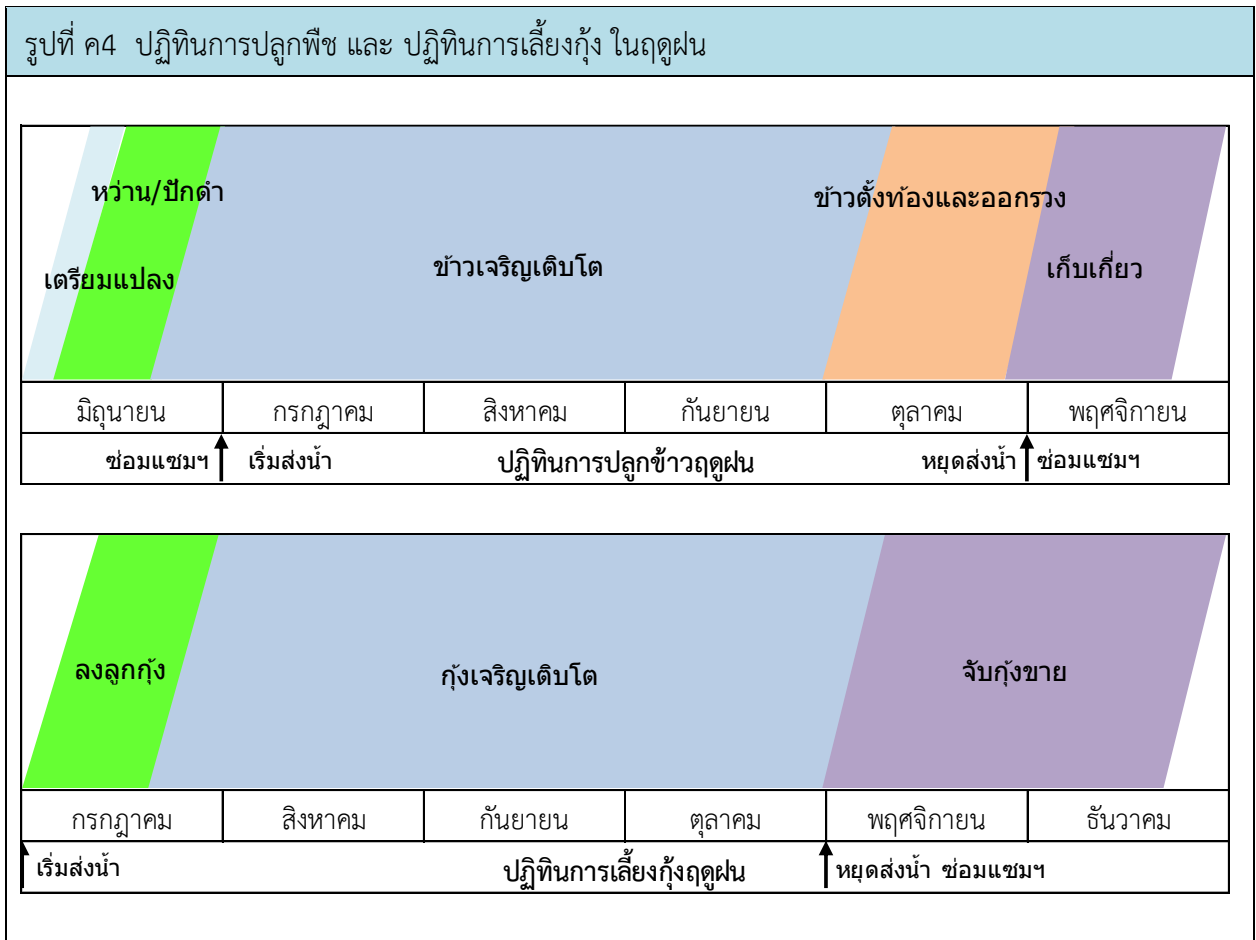 รูปที่ ค4 ปฏิทินการปลูกพืช และ ปฏิทินการเลี้ยงกุ้ง ในฤดูฝน
หว่าน/ปักดำ
ข้าวตั้งท้องและออกรวง
เตรียมแปลง
ข้าวเจริญเติบโต
เก็บเกี่ยว
มิถุนายน กรกฎาคม สิงหาคม กันยายน ตุลาคม พฤศจิกายน
ซ่อมแซมฯ เริ่มส่งน้ำ ปฏิทินการปลูกข้าวฤดูฝน หยุดส่งน้ำ ซ่อมแซมฯ
ลงลูกกุ้ง กุ้งเจริญเติบโต จับกุ้งขาย
กรกฎาคม สิงหาคม กันยายน ตุลาคม พฤศจิกายน ธันวาคม
เริ่มส่งน้ำ ปฏิทินการเลี้ยงกุ้งฤดูฝน หยุดส่งน้ำ ซ่อมแซมฯ